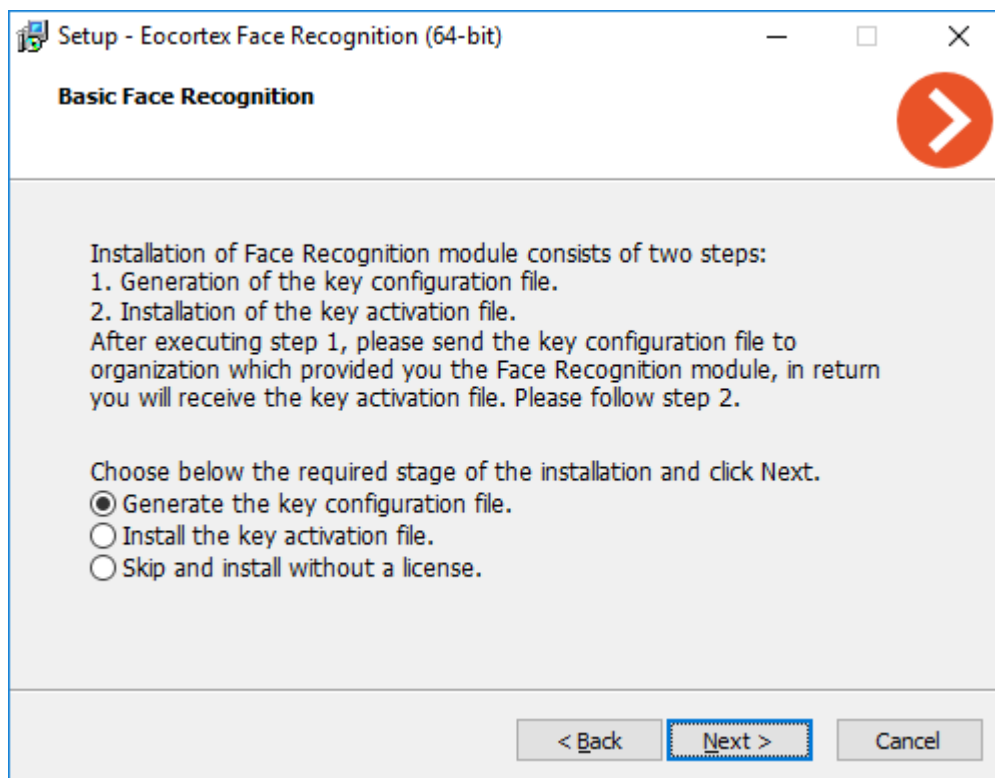 Setup - Eocortex Face Recognition (64-bit)
Basic Face Recognition
Installation of Face Recognition module consists of two steps:
1. Generation of the key configuration file.
2. Installation of the key activation file.
After executing step 1, please send the key configuration file to
organization which provided you the Face Recognition module, in return
you will receive the key activation file. Please follow step 2.
Choose below the required stage of the installation and click Next.
Generate the key configuration file.
Install the key activation file.
Skip and install without a license.
< Back Next > Cancel